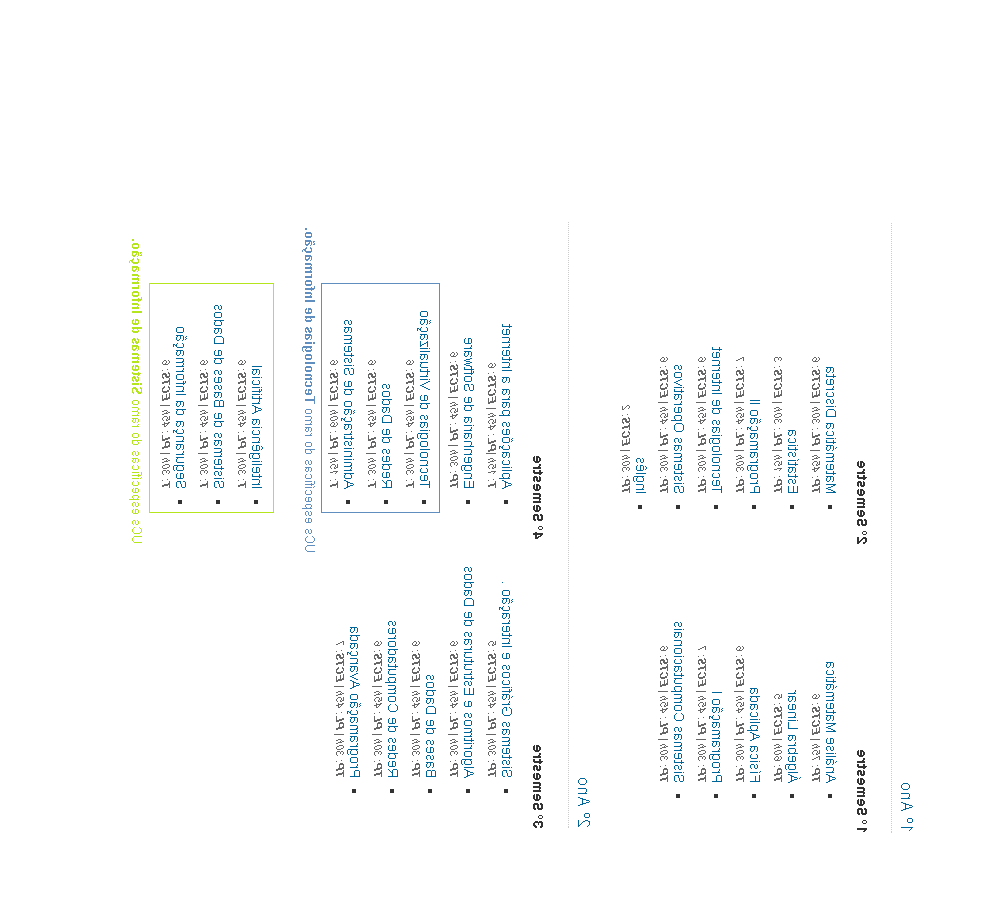 1º Ano
1º Semestre
Análise Matemática
TP: 75h | ECTS: 6
Álgebra Linear
TP: 60h | ECTS: 5
Física Aplicada
TP: 30h | PL: 45h | ECTS: 6
Programação I
TP: 30h | PL: 45h | ECTS: 7
Sistemas Computacionais
TP: 30h | PL: 45h | ECTS: 6
2º Semestre
Matemática Discreta
TP: 45h | PL: 30h | ECTS: 6
Estatística
TP: 15h | PL: 30h | ECTS: 3
Programação II
TP: 30h | PL: 45h | ECTS: 7
Tecnologias de Internet
TP: 30h | PL: 45h | ECTS: 6
Sistemas Operativos
TP: 30h | PL: 45h | ECTS: 6
Inglês
TP: 30h | ECTS: 2
2º Ano
3º Semestre
Sistemas Gráficos e Interação .
TP: 30h | PL: 45h | ECTS: 5
Algoritmos e Estruturas de Dados
TP: 30h | PL: 45h | ECTS: 6
Bases de Dados
TP: 30h | PL: 45h | ECTS: 6
Redes de Computadores
TP: 30h | PL: 45h | ECTS: 6
Programação Avançada
TP: 30h | PL: 45h | ECTS: 7
4º Semestre
Aplicações para a Internet
T: 15h |PL: 45h | ECTS: 6
Engenharia de Software
TP: 30h | PL: 45h | ECTS: 6
Tecnologias de Virtualização
T: 30h | PL: 45h | ECTS: 6
Redes de Dados
T: 30h | PL: 45h | ECTS: 6
Administração de Sistemas
T: 15h | PL: 60h | ECTS: 6
UCs específicas do ramo Tecnologias de Informação.
Inteligência Artificial
T: 30h | PL: 45h | ECTS: 6
Sistemas de Bases de Dados
T: 30h | PL: 45h | ECTS: 6
Segurança da Informação
T: 30h | PL: 45h | ECTS: 6
UCs específicas do ramo Sistemas de Informação.